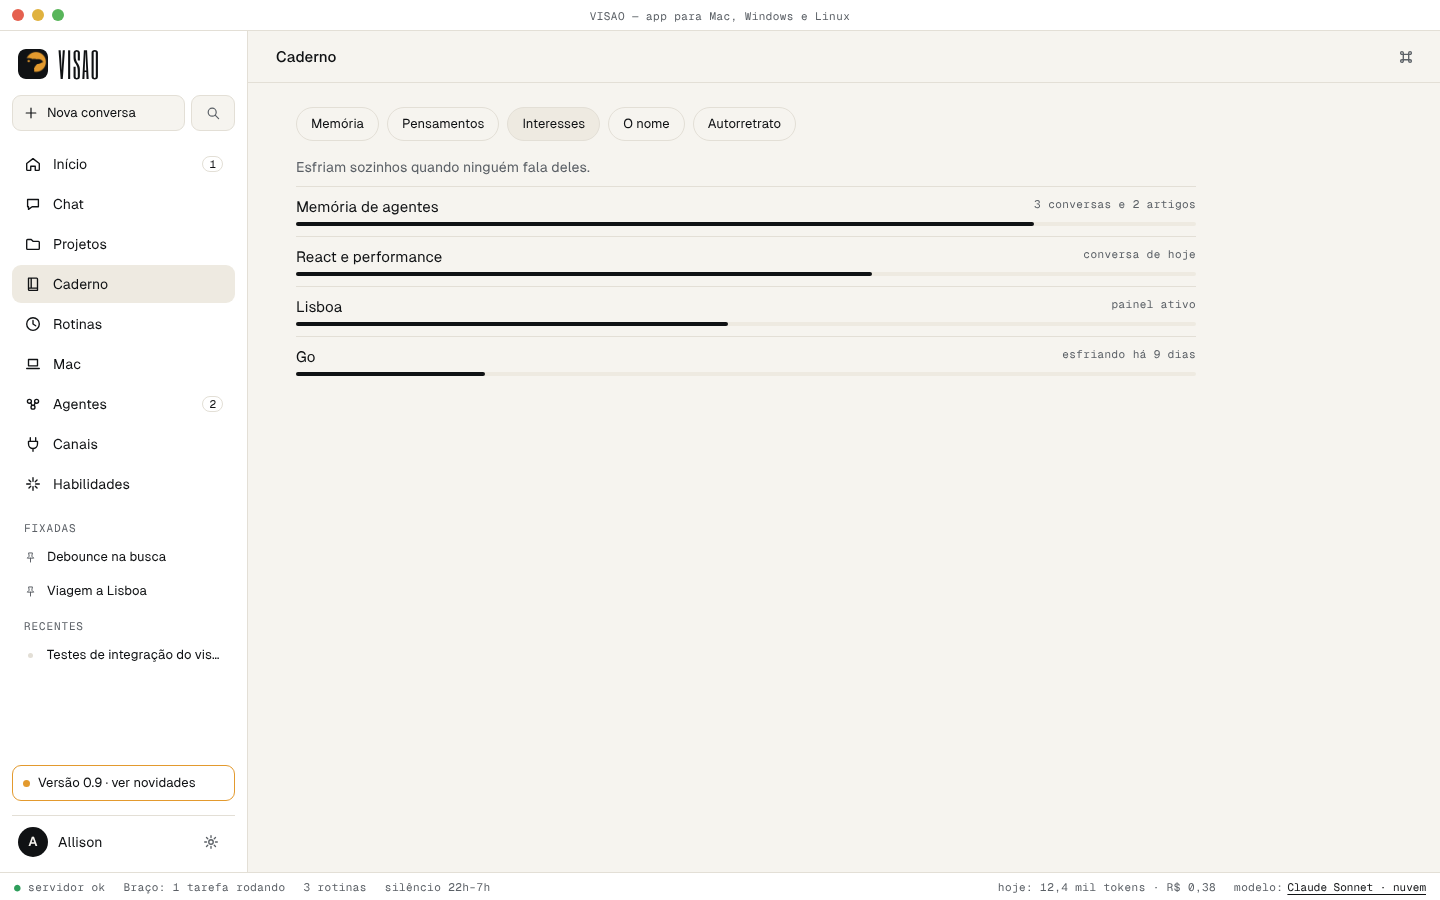 VISAO — app para Mac, Windows e Linux
VISAO
Nova conversa
Início 1
Chat
Projetos
Caderno
Rotinas
Mac
Agentes 2
Canais
Habilidades
FIXADAS
Debounce na busca
Viagem a Lisboa
RECENTES
Testes de integração do vis…
Versão 0.9 · ver novidades
A Allison
Caderno
Memória Pensamentos Interesses O nome Autorretrato
Esfriam sozinhos quando ninguém fala deles.
Memória de agentes 3 conversas e 2 artigos
React e performance conversa de hoje
Lisboa painel ativo
Go esfriando há 9 dias
servidor ok Braço: 1 tarefa rodando 3 rotinas silêncio 22h–7h hoje: 12,4 mil tokens · R$ 0,38 modelo: Claude Sonnet · nuvem